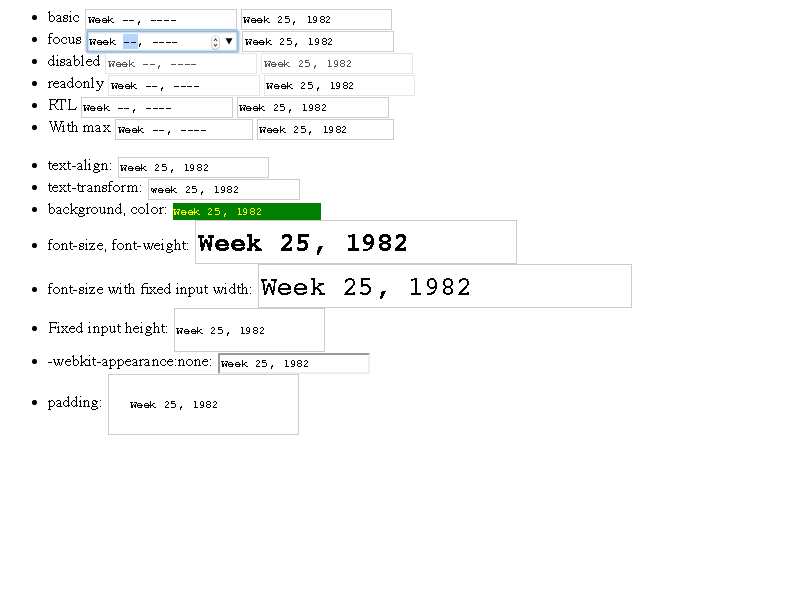 basic Week --, ---- Week 25, 1982
focus Week --, ---- Week 25, 1982
disabled Week --, ---- Week 25, 1982
readonly Week --, ---- Week 25, 1982
RTL Week --, ---- Week 25, 1982
With max Week --, ---- Week 25, 1982
text-align: Week 25, 1982
text-transform: week 25, 1982
background, color: Week 25, 1982
font-size, font-weight: Week 25, 1982
font-size with fixed input width: Week 25, 1982
Fixed input height: Week 25, 1982
-webkit-appearance:none: Week 25, 1982
padding: Week 25, 1982